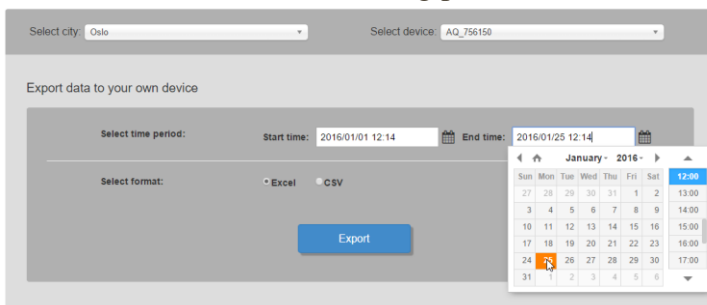 Select city: Oslo Select device: AQ_756150
Export data to your own device
Select time period: Start time: 2016/01/01 12:14 End time: 2016/01/25 12:14
January 2016
Sun Mon Tue Wed Thu Fri Sat 12:00
27 28 29 30 31 1 2 13:00
Select format: Excel CSV
3 4 5 6 7 8 9 14:00
10 11 12 13 14 15 16 15:00
Export
17 18 19 20 21 22 23 16:00
24 25 26 27 28 29 30 17:00
31 1 2 3 4 5 6